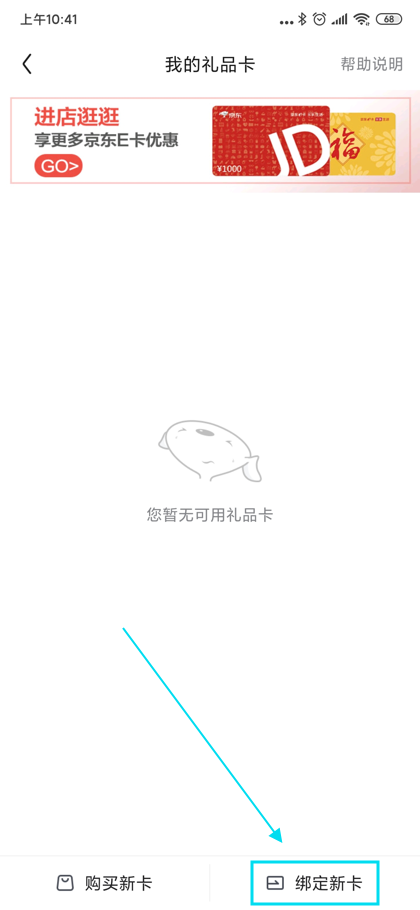 上午10:41
68
我的礼品卡
帮助说明
进店逛逛
享更多京东E卡优惠
GO>
京东
JD
¥1000
福
您暂无可用礼品卡
购买新卡
绑定新卡